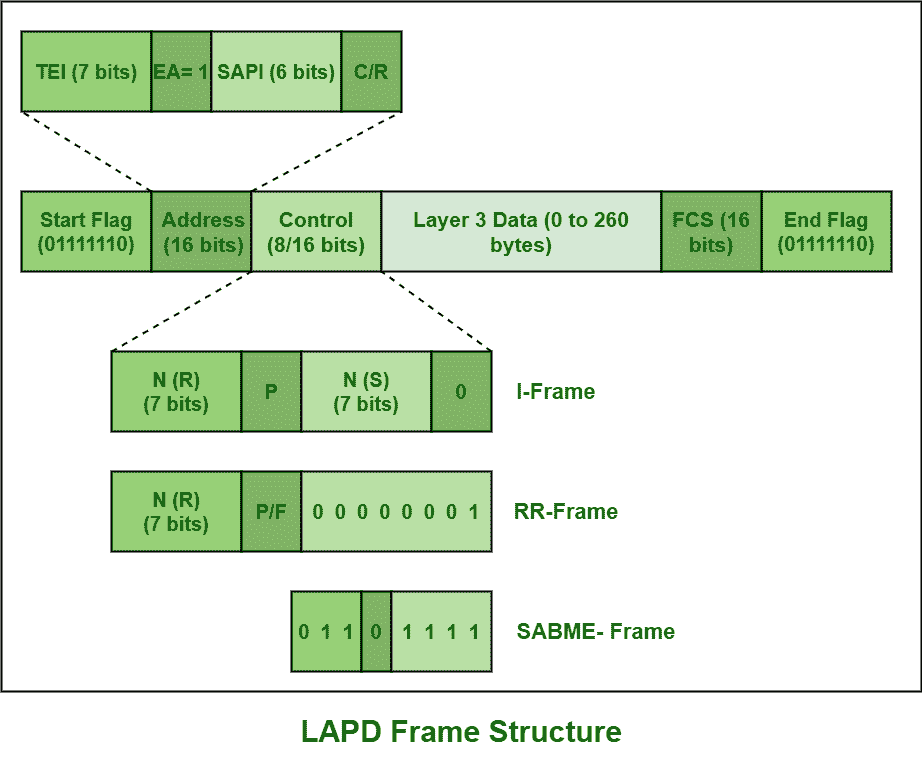 TEI (7 bits) EA= 1 SAPI (6 bits) C/R
Start Flag
(01111110)
Address
(16 bits)
Control
(8/16 bits)
Layer 3 Data (0 to 260
bytes)
FCS (16
bits)
End Flag
(01111110)
N (R)
(7 bits)
P
N (S)
(7 bits)
0
I-Frame
N (R)
(7 bits)
P/F
0 0 0 0 0 0 0 1
RR-Frame
0 1 1 0 1 1 1 1
SABME- Frame
LAPD Frame Structure